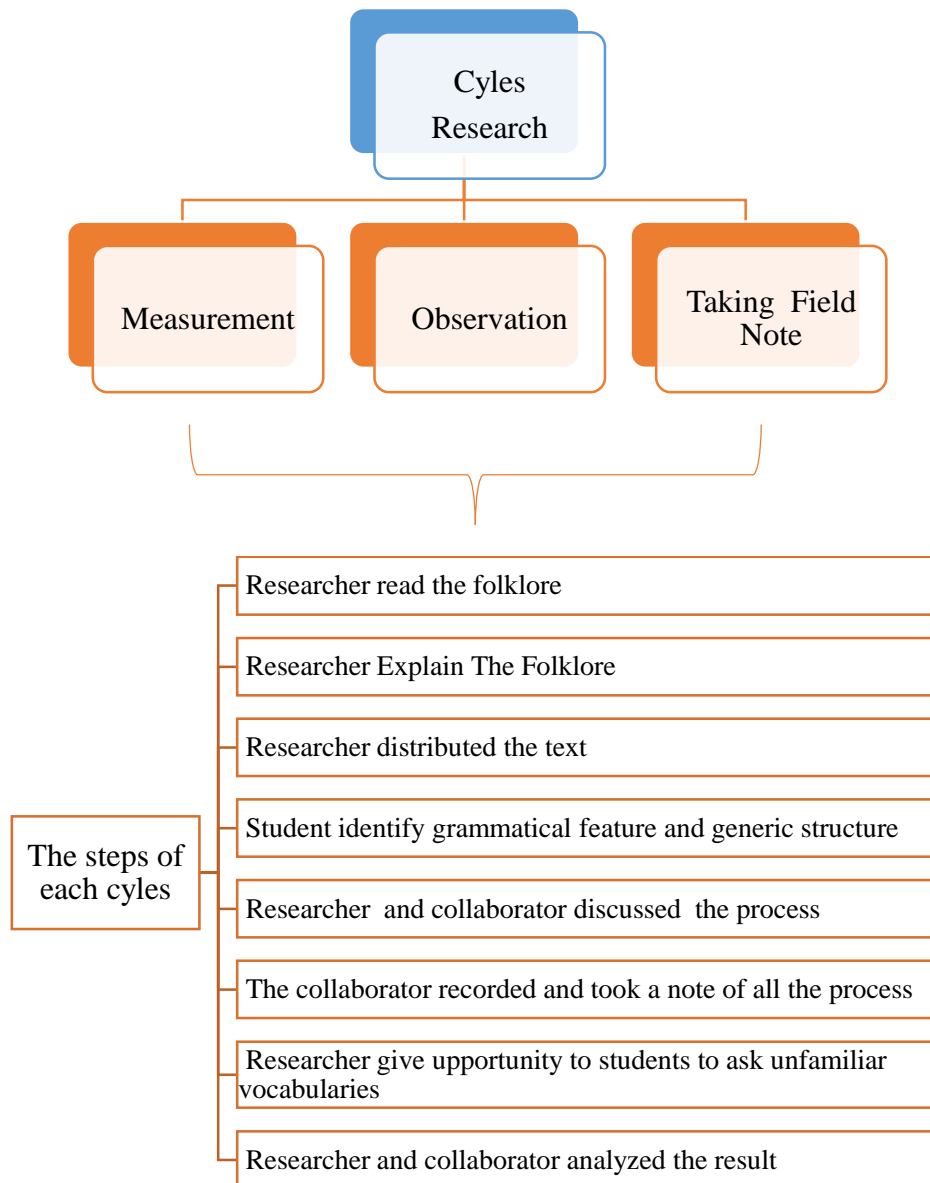 Cyles
Research
Measurement
Observation
Taking Field
Note
Researcher read the folklore
Researcher Explain The Folklore
Researcher distributed the text
Student identify grammatical feature and generic structure
The steps of
each cyles
Researcher and collaborator discussed the process
The collaborator recorded and took a note of all the process
Researcher give upportunity to students to ask unfamiliar
vocabularies
Researcher and collaborator analyzed the result